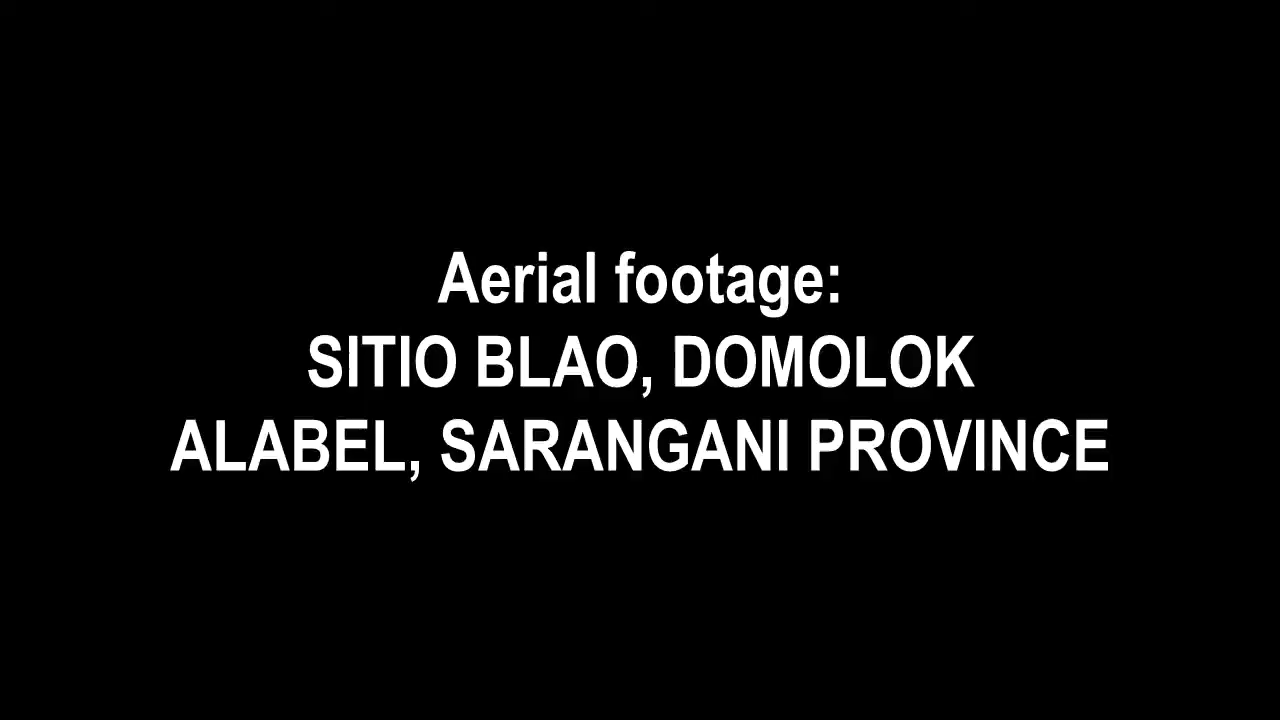 Aerial footage:
SITIO BLAO, DOMOLOK
ALABEL, SARANGANI PROVINCE